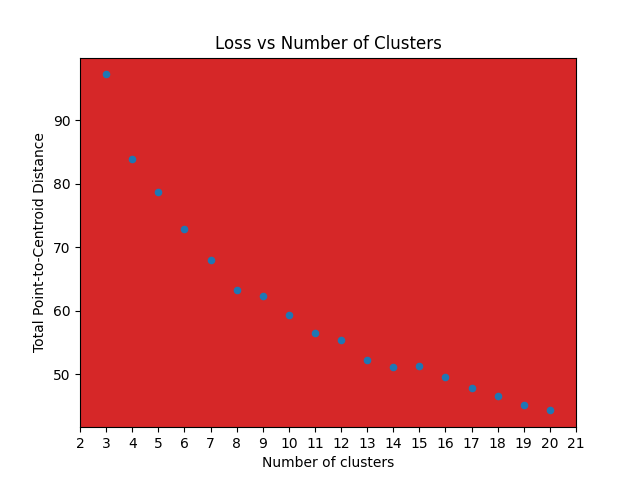 Loss vs Number of Clusters
Total Point-to-Centroid Distance
90
80
70
60
50
2 3 4 5 6 7 8 9 10 11 12 13 14 15 16 17 18 19 20 21
Number of clusters